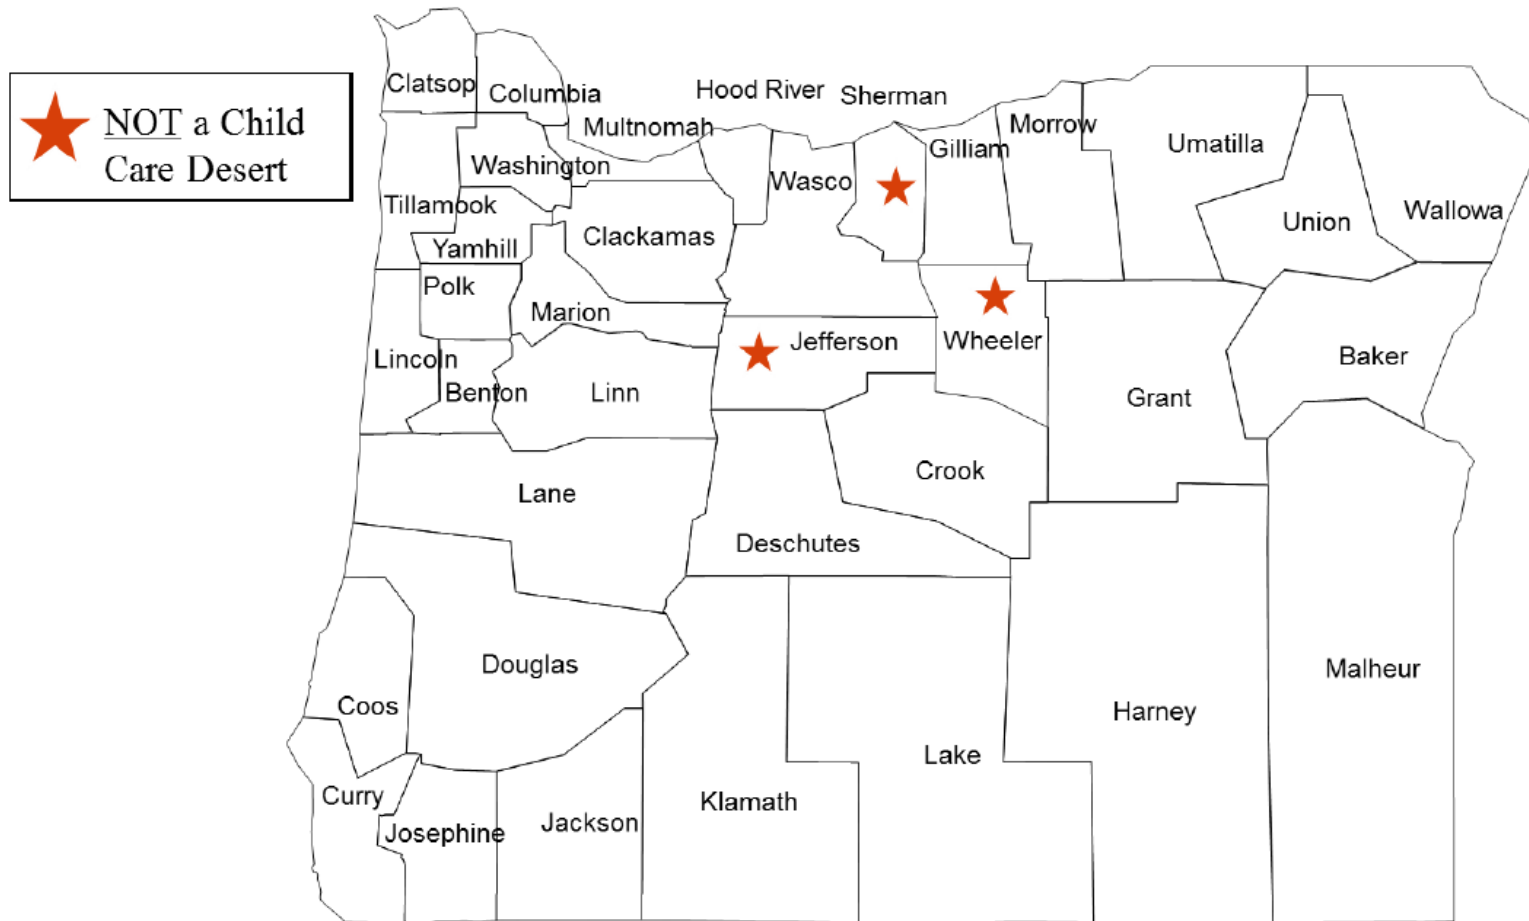 NOT a Child
Care Desert
Clatsop
Columbia
Hood River
Sherman
Multnomah
Morrow
Gilliam
Umatilla
Washington
Wasco
Tillamook
Union
Wallowa
Yamhill
Clackamas
Polk
Marion
Jefferson
Wheeler
Lincoln
Baker
Benton
Linn
Grant
Crook
Lane
Deschutes
Douglas
Malheur
Coos
Harney
Lake
Curry
Klamath
Josephine
Jackson